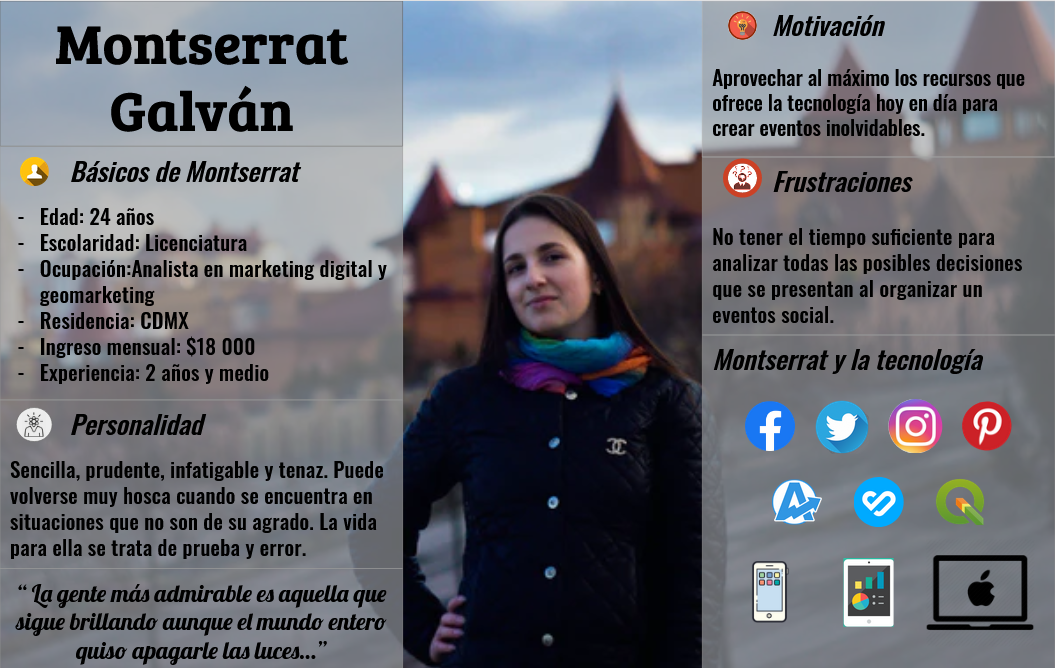 Montserrat
Galván
Básicos de Montserrat
- Edad: 24 años
- Escolaridad: Licenciatura
- Ocupación:Analista en marketing digital y
geomarketing
- Residencia: CDMX
- Ingreso mensual: $18 000
- Experiencia: 2 años y medio
Personalidad
Sencilla, prudente, infatigable y tenaz. Puede
volverse muy hosca cuando se encuentra en
situaciones que no son de su agrado. La vida
para ella se trata de prueba y error.
“ La gente más admirable es aquella que
sigue brillando aunque el mundo entero
quiso apagarle las luces...”
Motivación
Aprovechar al máximo los recursos que
ofrece la tecnología hoy en día para
crear eventos inolvidables.
Frustraciones
No tener el tiempo suficiente para
analizar todas las posibles decisiones
que se presentan al organizar un
eventos social.
Montserrat y la tecnología